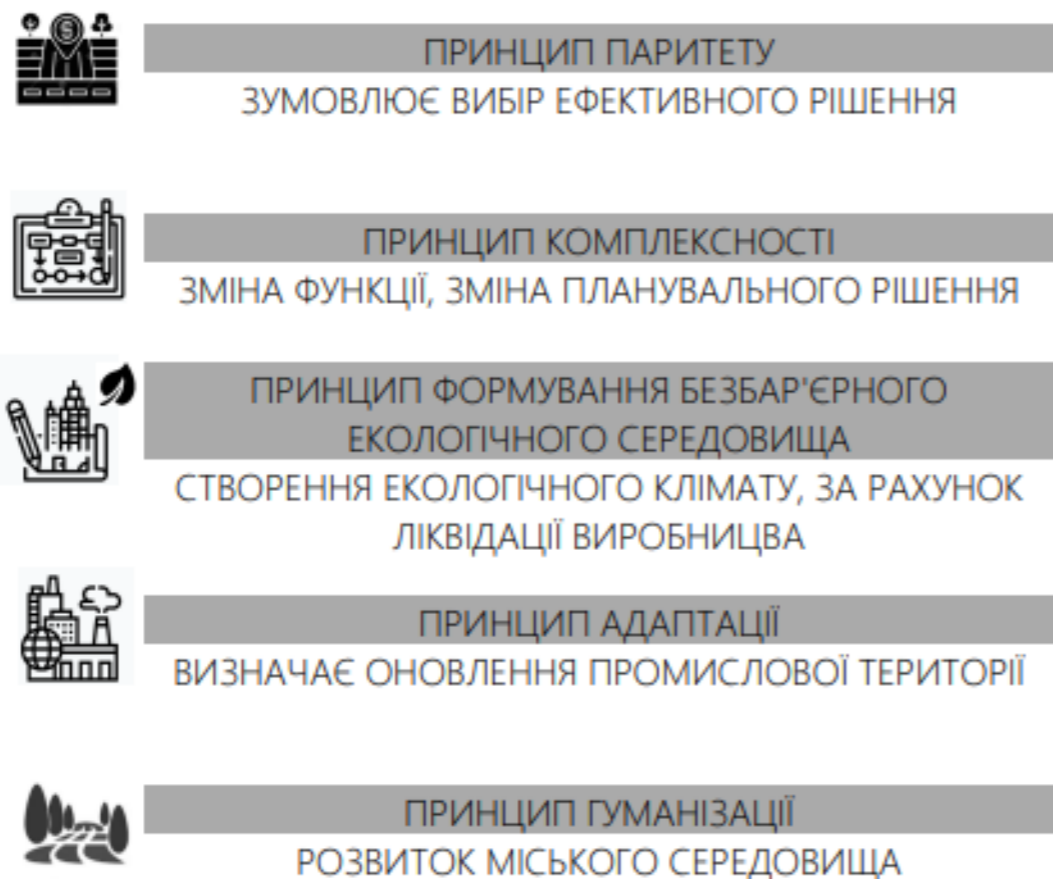 ПРИНЦИП ПАРИТЕТУ
ЗУМОВЛЮЄ ВИБІР ЕФЕКТИВНОГО РІШЕННЯ
ПРИНЦИП КОМПЛЕКСНОСТІ
ЗМІНА ФУНКЦІЇ, ЗМІНА ПЛАНУВАЛЬНОГО РІШЕННЯ
ПРИНЦИП ФОРМУВАННЯ БЕЗБАР'ЄРНОГО
ЕКОЛОГІЧНОГО СЕРЕДОВИЩА
СТВОРЕННЯ ЕКОЛОГІЧНОГО КЛІМАТУ, ЗА РАХУНОК
ЛІКВІДАЦІЇ ВИРОБНИЦВА
ПРИНЦИП АДАПТАЦІЇ
ВИЗНАЧАЄ ОНОВЛЕННЯ ПРОМИСЛОВОЇ ТЕРИТОРІЇ
ПРИНЦИП ГУМАНІЗАЦІЇ
РОЗВИТОК МІСЬКОГО СЕРЕДОВИЩА